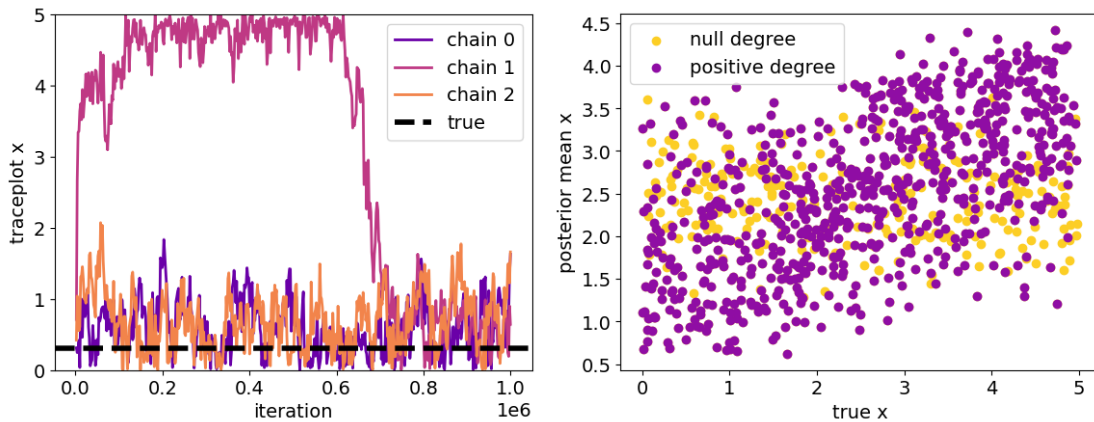 traceplot x
5
4
3
2
1
0
chain 0
chain 1
chain 2
true
0.0
0.2
0.4
0.6
0.8
1.0
1e6
iteration
posterior mean x
4.5
4.0
3.5
3.0
2.5
2.0
1.5
1.0
0.5
null degree
positive degree
0
1
2
3
4
5
true x